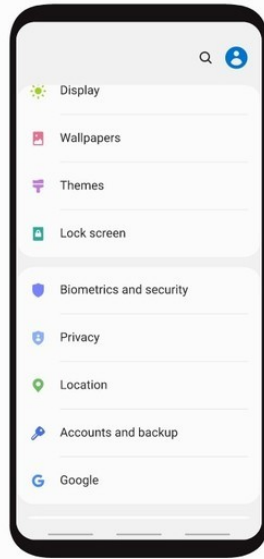 Display
Wallpapers
Themes
Lock screen
Biometrics and security
Privacy
Location
Accounts and backup
Google